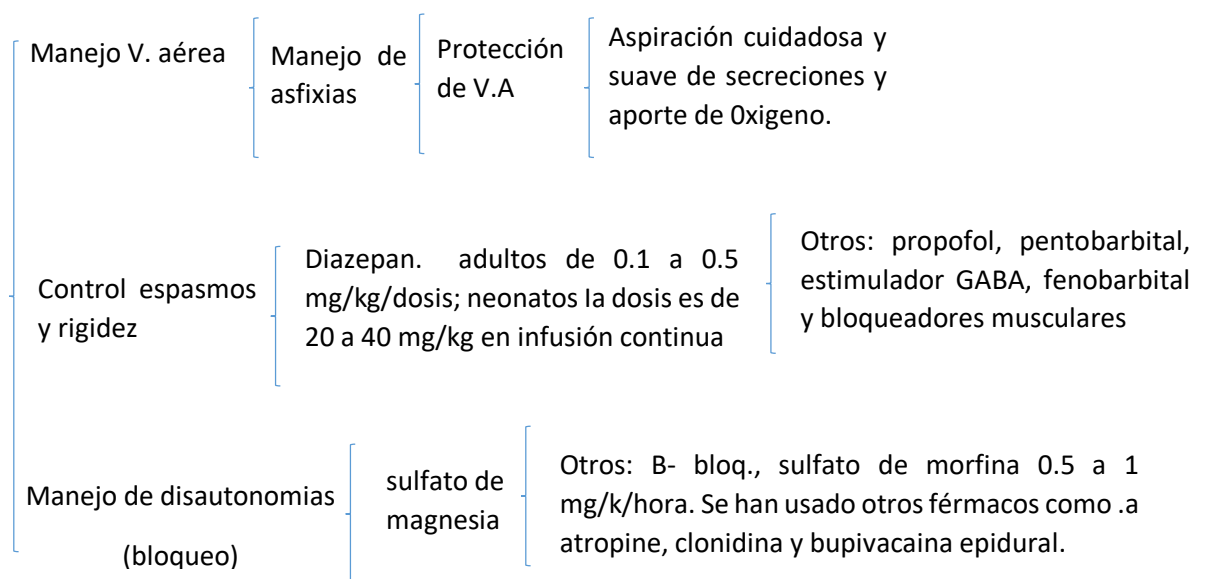 Manejo V. aérea
Manejo de
asfixias
Protección
de V.A
Aspiración cuidadosa y
suave de secreciones y
aporte de 0xigeno.
Control espasmos
y rigidez
Diazepan. adultos de 0.1 a 0.5
mg/kg/dosis; neonatos Ia dosis es de
20 a 40 mg/kg en infusión continua
Otros: propofol, pentobarbital,
estimulador GABA, fenobarbital
y bloqueadores musculares
Manejo de disautonomias
(bloqueo)
sulfato de
magnesia
Otros: B- bloq., sulfato de morfina 0.5 a 1
mg/k/hora. Se han usado otros férmacos como .a
atropine, clonidina y bupivacaina epidural.